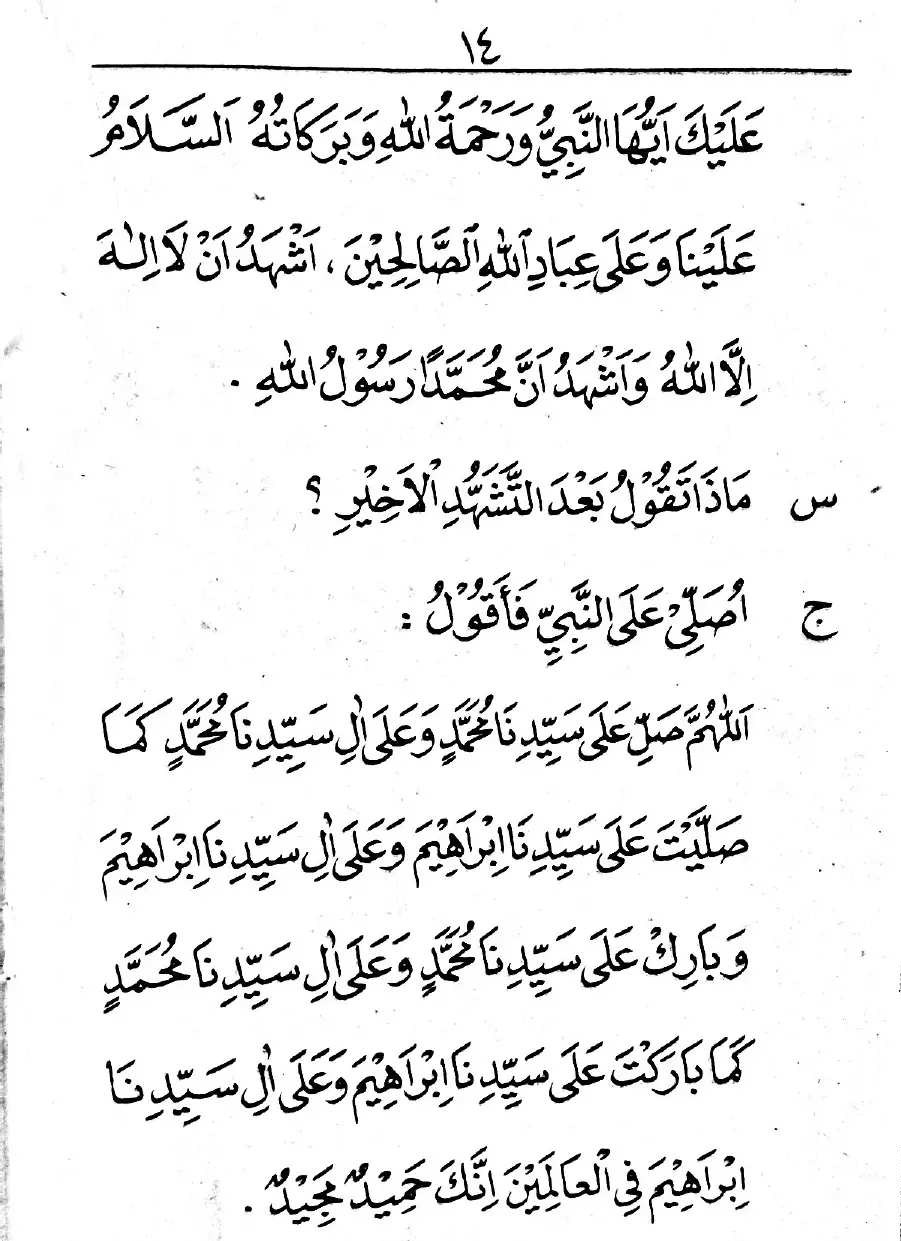 ١٤
عَلَيْكَ اَيُّهَا النَّبِيُّ وَرَحْمَةُ اللّٰهِ وَبَرَكَاتُهُ اَلسَّلَامُ
عَلَيْنَا وَعَلَى عِبَادِ اللّٰهِ الصَّالِحِيْنَ ، اَشْهَدُ اَنْ لَا اِلٰهَ
اِلَّا اللّٰهُ وَاَشْهَدُ اَنَّ مُحَمَّدًا رَسُوْلُ اللّٰهِ .
س مَاذَا تَقُوْلُ بَعْدَ التَّشَهُّدِ الْاَخِيْرِ ؟
ج اُصَلِّيْ عَلَى النَّبِيِّ فَأَقُوْلُ :
اَللّٰهُمَّ صَلِّ عَلَى سَيِّدِنَا مُحَمَّدٍ وَعَلَى اٰلِ سَيِّدِنَا مُحَمَّدٍ كَمَا
صَلَّيْتَ عَلَى سَيِّدِنَا اِبْرَاهِيْمَ وَعَلَى اٰلِ سَيِّدِنَا اِبْرَاهِيْمَ
وَبَارِكْ عَلَى سَيِّدِنَا مُحَمَّدٍ وَعَلَى اٰلِ سَيِّدِنَا مُحَمَّدٍ
كَمَا بَارَكْتَ عَلَى سَيِّدِنَا اِبْرَاهِيْمَ وَعَلَى اٰلِ سَيِّدِنَا
اِبْرَاهِيْمَ فِي الْعَالَمِيْنَ اِنَّكَ حَمِيْدٌ مَجِيْدٌ .